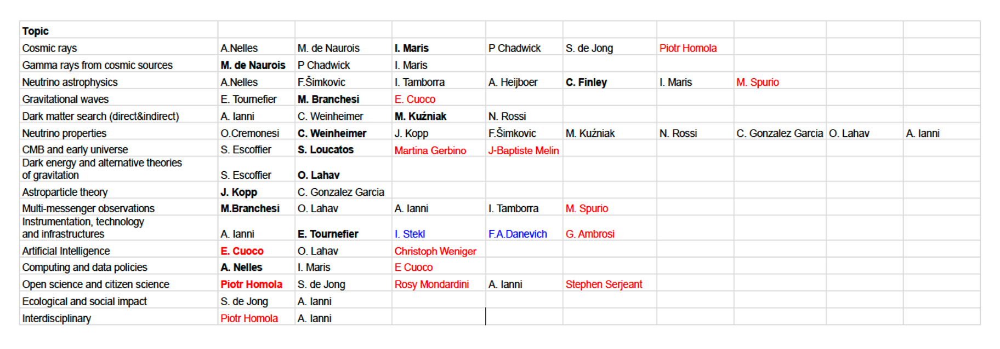 Topic
Cosmic rays A.Nelles M. de Naurois I. Maris P Chadwick S. de Jong Piotr Homola
Gamma rays from cosmic sources M. de Naurois P Chadwick I. Maris
Neutrino astrophysics A.Nelles F.Šimkovic I. Tamborra A. Heijboer C. Finley I. Maris M. Spurio
Gravitational waves E. Tournefier M. Branchesi E. Cuoco
Dark matter search (direct&indirect) A. Ianni C. Weinheimer M. Kuźniak N. Rossi
Neutrino properties O.Cremonesi C. Weinheimer J. Kopp F.Šimkovic M. Kuźniak N. Rossi C. Gonzalez Garcia O. Lahav A. Ianni
CMB and early universe S. Escoffier S. Loucatos Martina Gerbino J-Baptiste Melin
Dark energy and alternative theories
of gravitation S. Escoffier O. Lahav
Astroparticle theory J. Kopp C. Gonzalez Garcia
Multi-messenger observations M.Branchesi O. Lahav A. Ianni I. Tamborra M. Spurio
Instrumentation, technology
and infrastructures A. Ianni E. Tournefier I. Stekl F.A.Danevich G. Ambrosi
Artificial Intelligence E. Cuoco O. Lahav Christoph Weniger
Computing and data policies A. Nelles I. Maris E Cuoco
Open science and citizen science Piotr Homola S. de Jong Rosy Mondardini A. Ianni Stephen Serjeant
Ecological and social impact S. de Jong A. Ianni
Interdisciplinary Piotr Homola A. Ianni